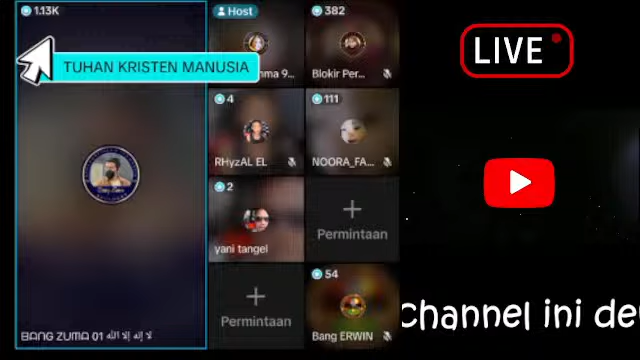 1.13K
TUHAN KRISTEN MANUSIA
BANG ZUMA 01 لا إله إلا الله
Host
382
Blokir Per...
4
RHyzAL EL
111
NOORA_FA...
2
yani tangel
Permintaan
Permintaan
54
Bang ERWIN
LIVE
channel ini de